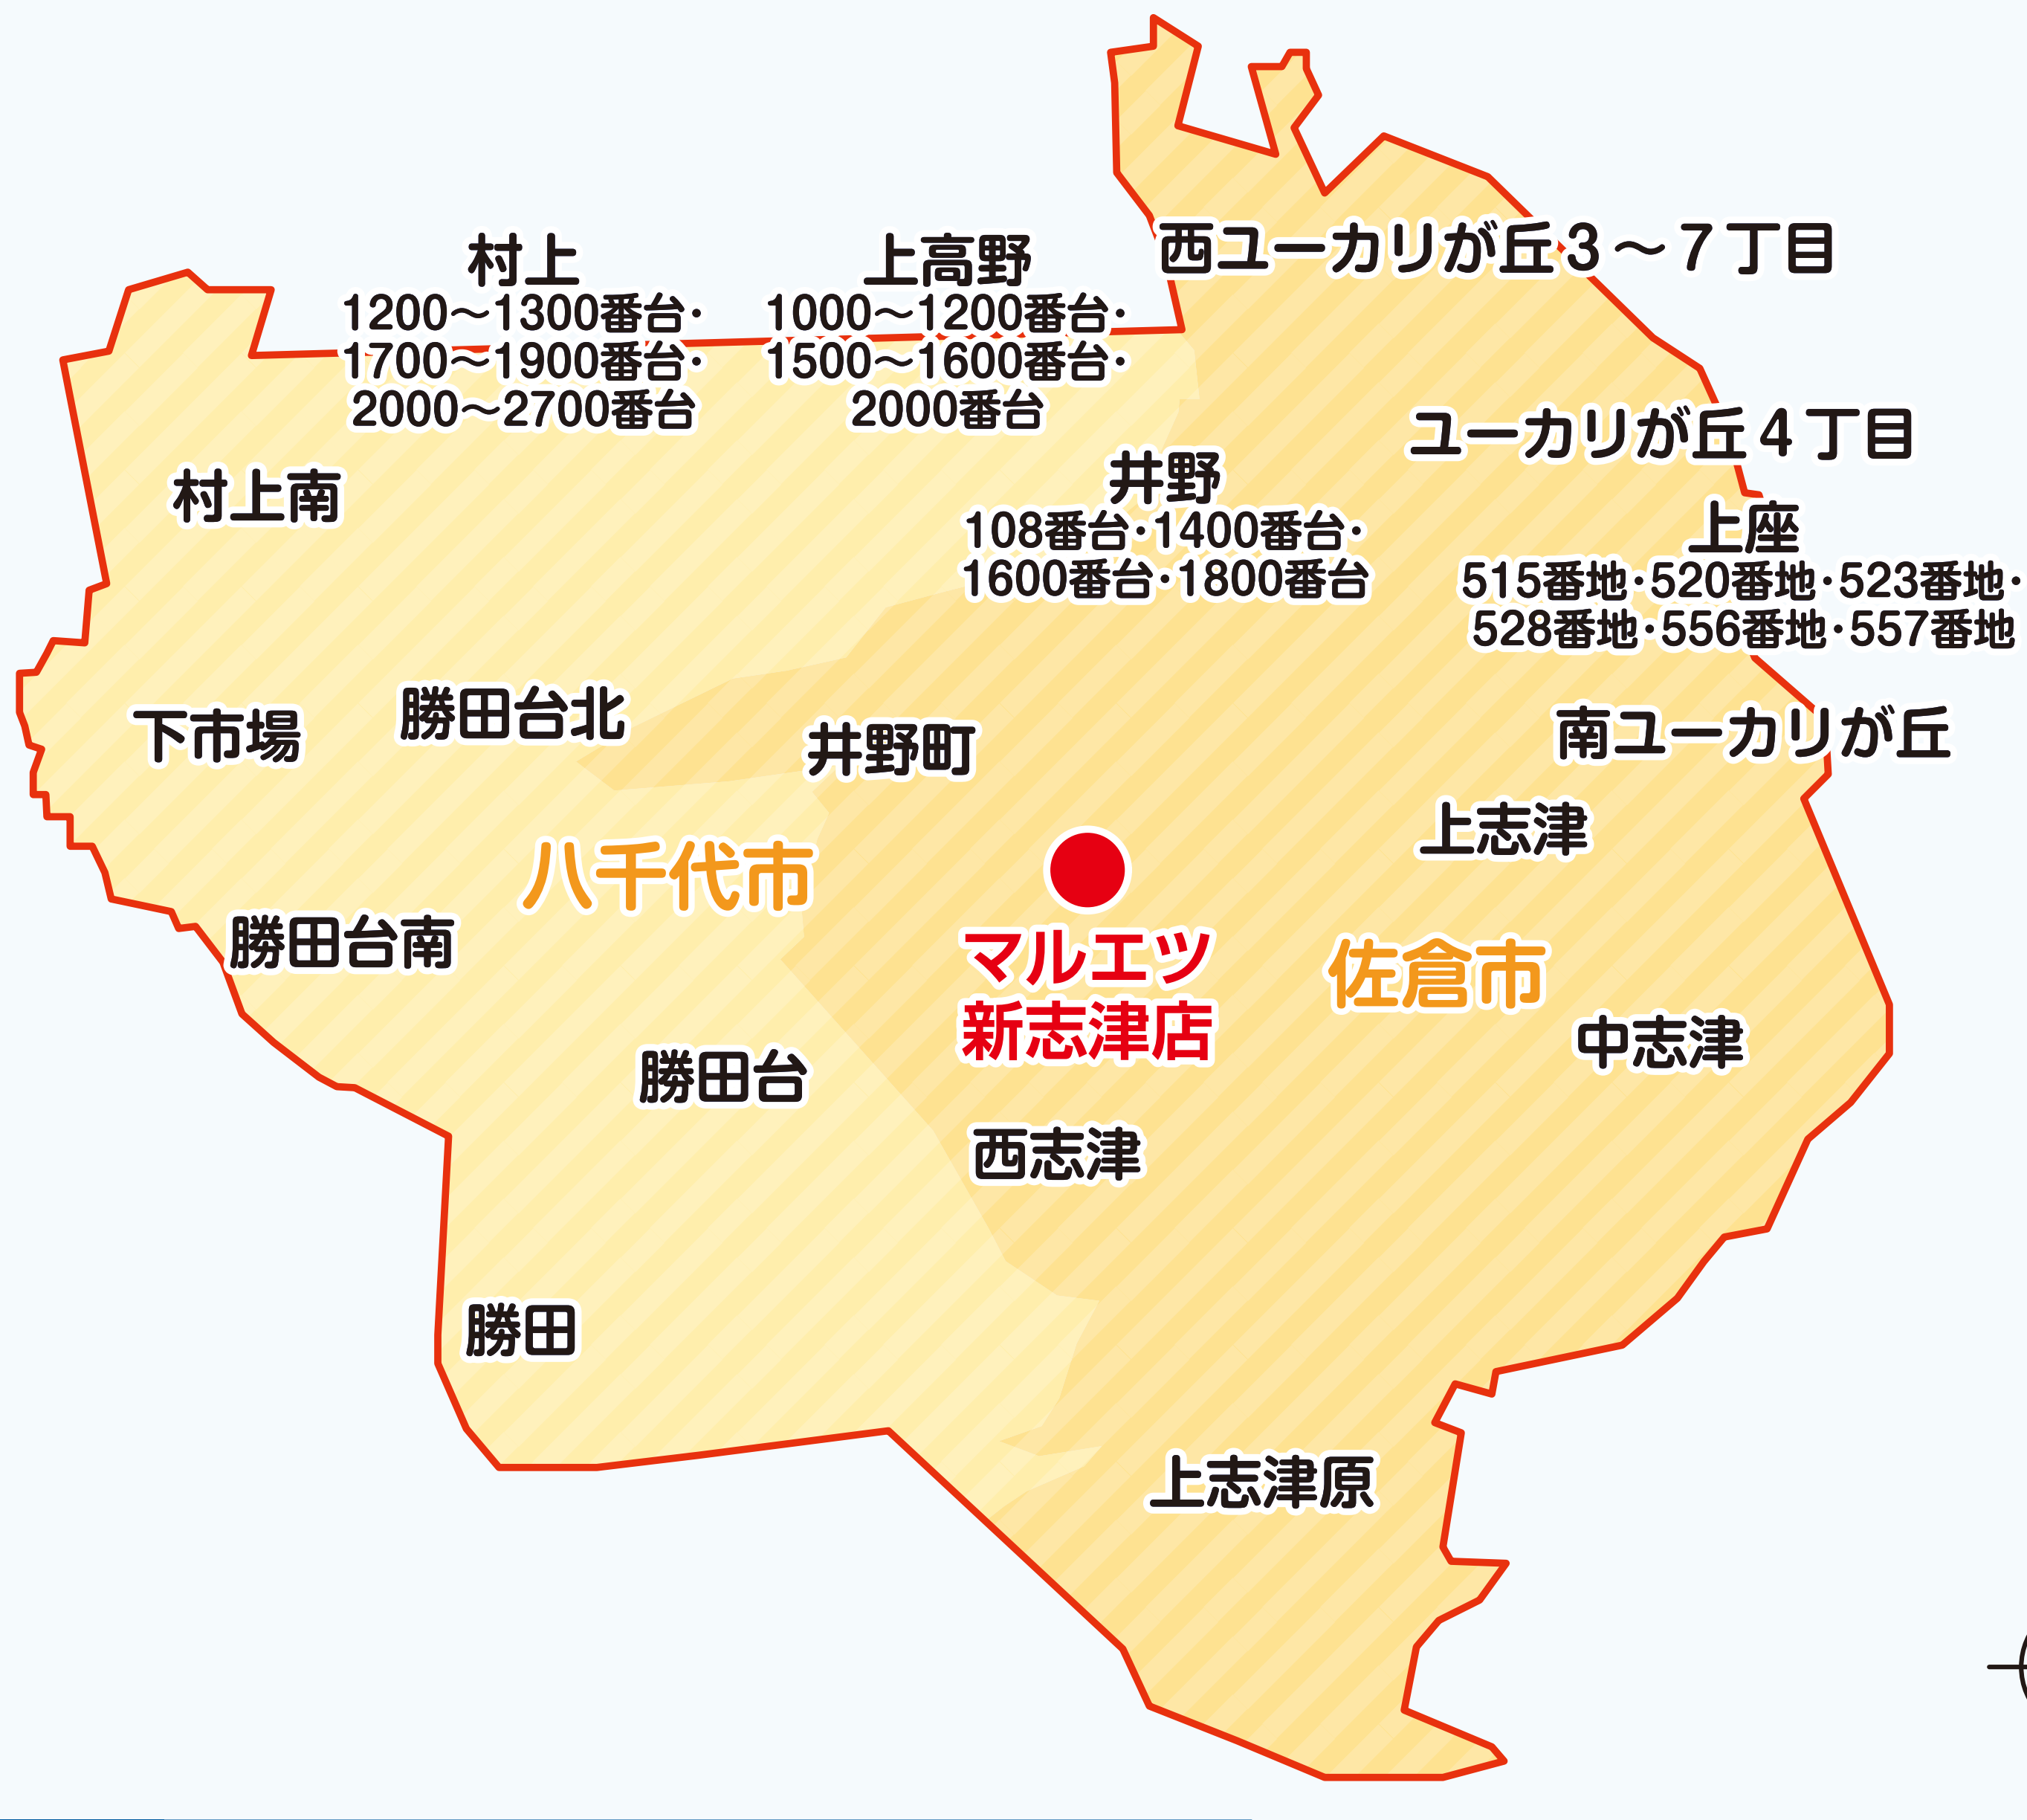 西ユーカリが丘３～７丁目
村上
1200～1300番台・
1700～1900番台・
2000～2700番台
上高野
1000～1200番台・
1500～1600番台・
2000番台
ユーカリが丘４丁目
村上南
井野
108番台・1400番台・
1600番台・1800番台
上座
515番地・520番地・523番地・
528番地・556番地・557番地
下市場
勝田台北
井野町
南ユーカリが丘
上志津
八千代市
勝田台南
マルエツ
新志津店
佐倉市
中志津
勝田台
西志津
勝田
上志津原